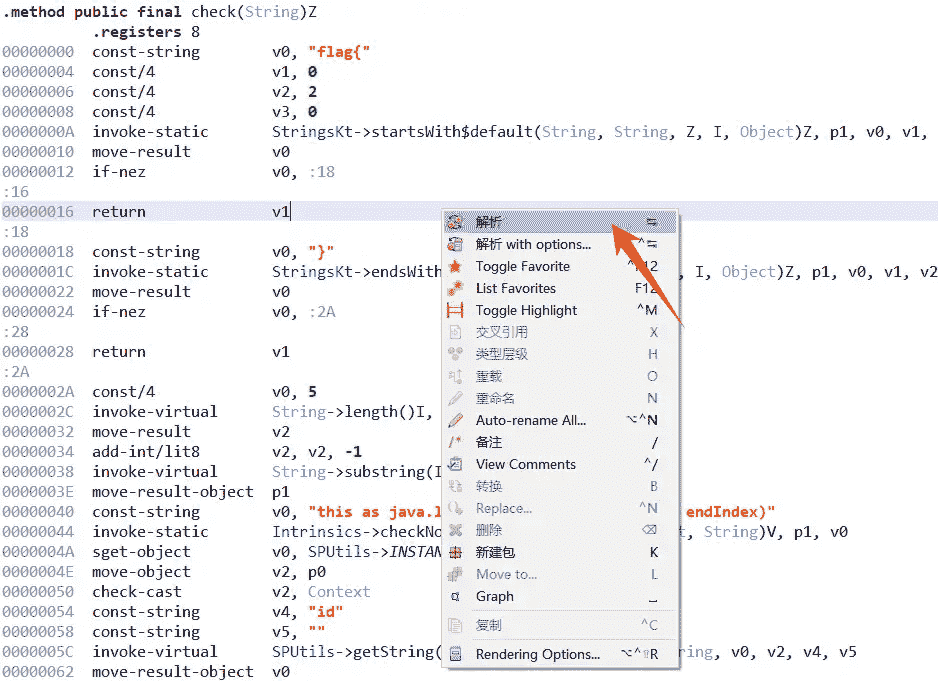 .method public final check(String)Z
.registers 8
00000000 const-string v0, "flag{"
00000004 const/4 v1, 0
00000006 const/4 v2, 2
00000008 const/4 v3, 0
0000000A invoke-static StringsKt->startsWith$default(String, String, Z, I, Object)Z, p1, v0, v1,
00000010 move-result v0
00000012 if-nez v0, :18
:16
00000016 return v1
:18
00000018 const-string v0, "}"
0000001C invoke-static StringsKt->endsWith , I, Object)Z, p1, v0, v1, v2
00000022 move-result v0
00000024 if-nez v0, :2A
:28
00000028 return v1
:2A
0000002A const/4 v0, 5
0000002C invoke-virtual String->length()I,
00000032 move-result v2
00000034 add-int/lit8 v2, v2, -1
00000038 invoke-virtual String->substring(I
0000003E move-result-object p1
00000040 const-string v0, "this as java.l endIndex)"
00000044 invoke-static Intrinsics->checkNo , String)V, p1, v0
0000004A sget-object v0, SPUtils->INSTAN
0000004E move-object v2, p0
00000050 check-cast v2, Context
00000054 const-string v4, "id"
00000058 const-string v5, ""
0000005C invoke-virtual SPUtils->getString( ring, v0, v2, v4, v5
00000062 move-result-object v0
解析 ⇆
解析 with options... ^⇆
Toggle Favorite
List Favorites
Toggle Highlight ^M
交叉引用 X
类型层级 H
重载 O
重命名 N
Auto-rename All... ⌥^N
备注 /
View Comments ^/
转换 B
Replace... ^N
删除 ⌫
新建包 K
Move to... L
Graph ⎵
复制 ^C
Rendering Options... ⌥^⇧R